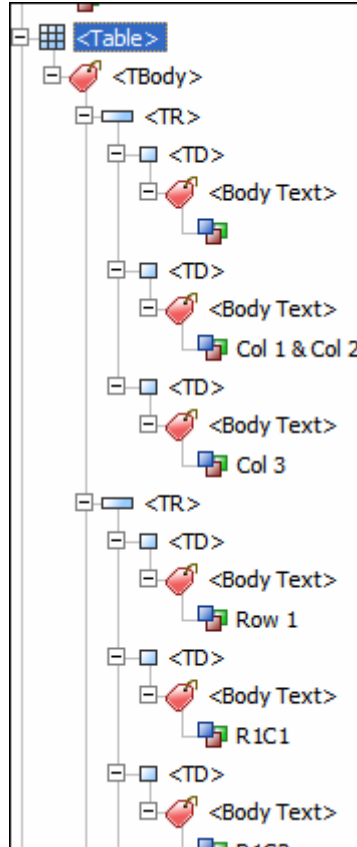 <Table>
<TBody>
<TR>
<TD>
<Body Text>
<TD>
<Body Text>
Col 1 & Col 2
<TD>
<Body Text>
Col 3
<TR>
<TD>
<Body Text>
Row 1
<TD>
<Body Text>
R1C1
<TD>
<Body Text>